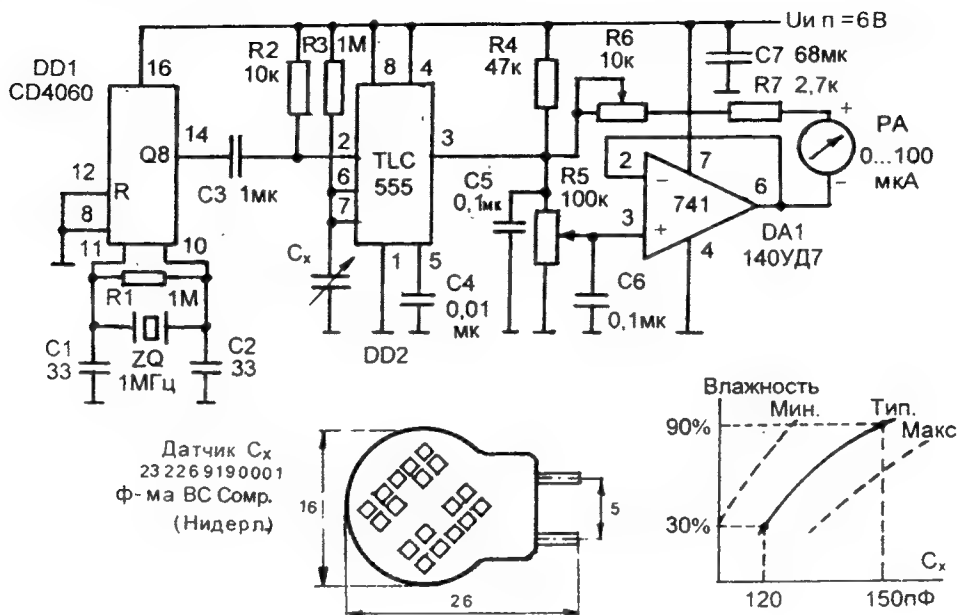 Uи п =6В
DD1
CD4060
16
R2
10к
R3
1М
8
4
R4
47к
R6
10к
C7 68мк
R7 2,7к
14
Q8
C3
1мк
2
6
7
TLC
555
3
12
R
8
11
10
R1
1М
C1
33
ZQ
1МГц
C2
33
Cx
1
5
C4
0,01
мк
DD2
C5
0,1мк
R5
100к
2
−
3
+
741
7
6
4
DA1
140УД7
C6
0,1мк
+
PA
0...100
мкА
−
Датчик Cx
232269190001
ф-ма BC Comp.
(Нидерл.)
16
5
26
Влажность
Мин.
Тип.
Макс
90%
30%
120
150пФ
Cx